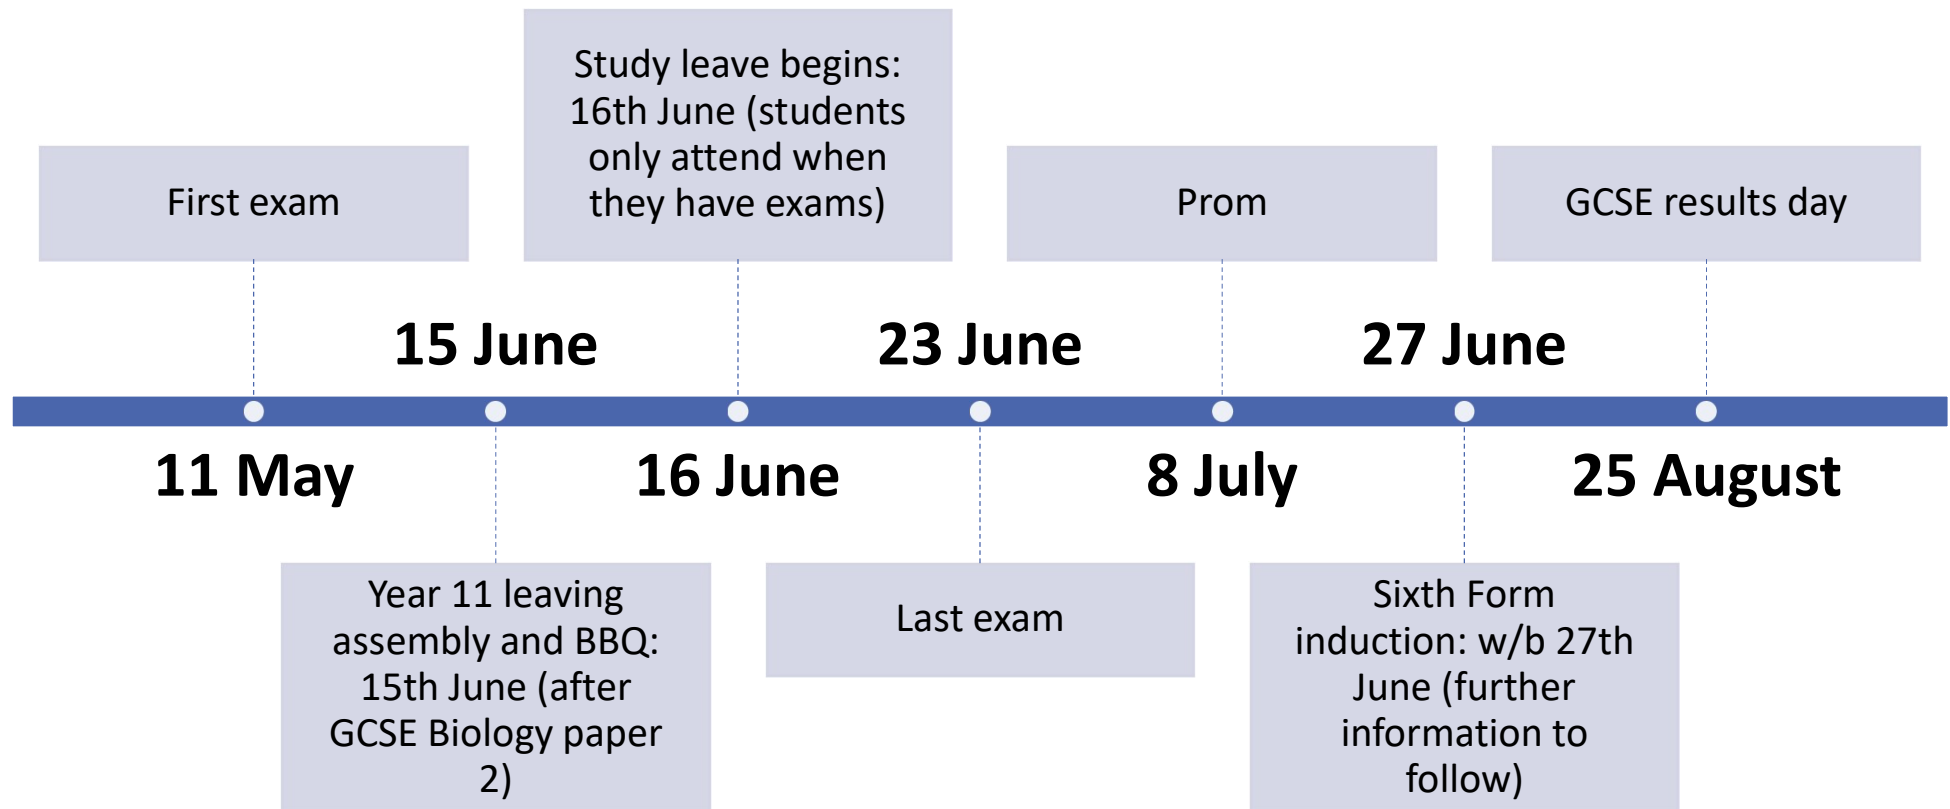 First exam
Study leave begins:
16th June (students
only attend when
they have exams)
Prom
GCSE results day
15 June
23 June
27 June
11 May
16 June
8 July
25 August
Year 11 leaving
assembly and BBQ:
15th June (after
GCSE Biology paper
2)
Last exam
Sixth Form
induction: w/b 27th
June (further
information to
follow)